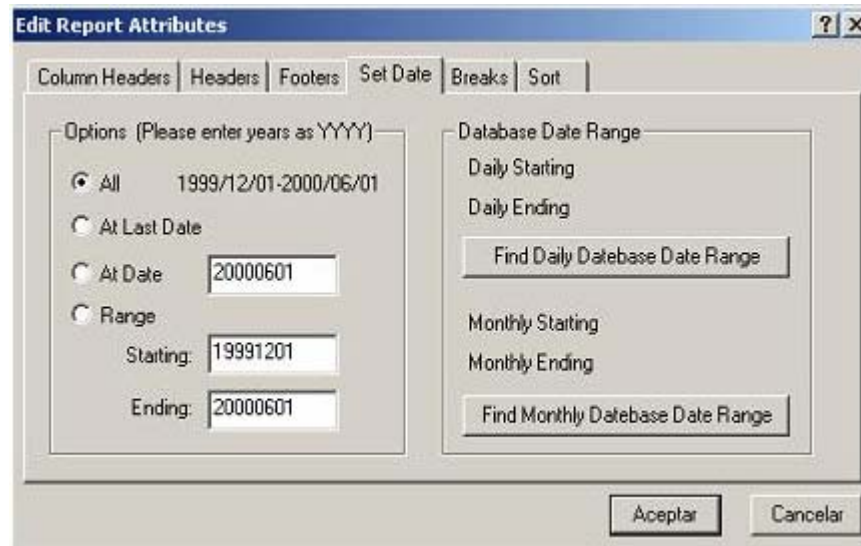 Edit Report Attributes
Column Headers Headers Footers Set Date Breaks Sort
Options (Please enter years as YYYY)
All 1999/12/01-2000/06/01
At Last Date
At Date 20000601
Range
Starting: 19991201
Ending: 20000601
Database Date Range
Daily Starting
Daily Ending
Find Daily Datebase Date Range
Monthly Starting
Monthly Ending
Find Monthly Datebase Date Range
Aceptar Cancelar